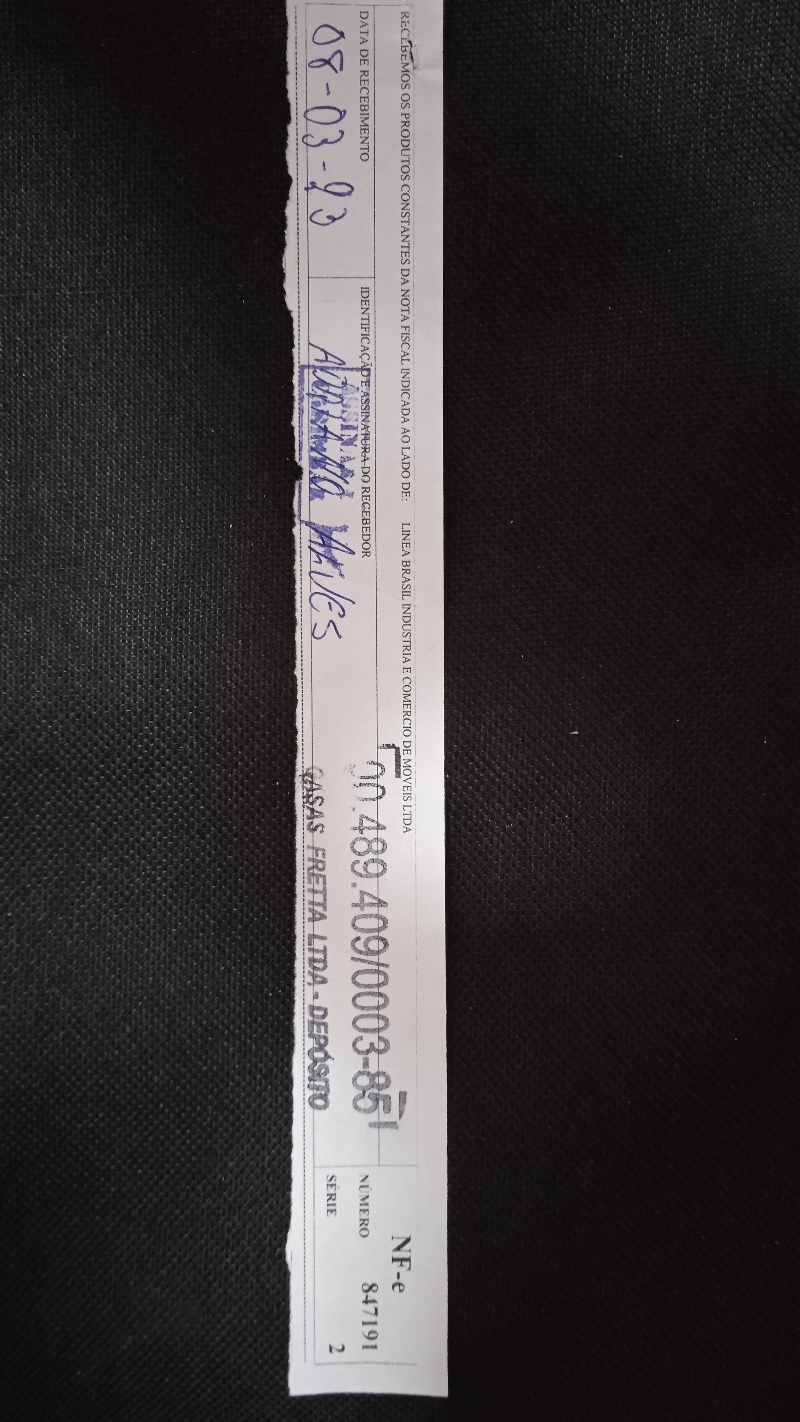 RECEBEMOS OS PRODUTOS CONSTANTES DA NOTA FISCAL INDICADA AO LADO DE: LINEA BRASIL INDUSTRIA E COMERCIO DE MOVEIS LTDA
DATA DE RECEBIMENTO
08-03-23
IDENTIFICAÇÃO E ASSINATURA DO RECEBEDOR
ALVES
.489.409/0003-85
CASAS FRETTA LTDA - DEPÓSITO
NF-e
NÚMERO 847191
SÉRIE 2